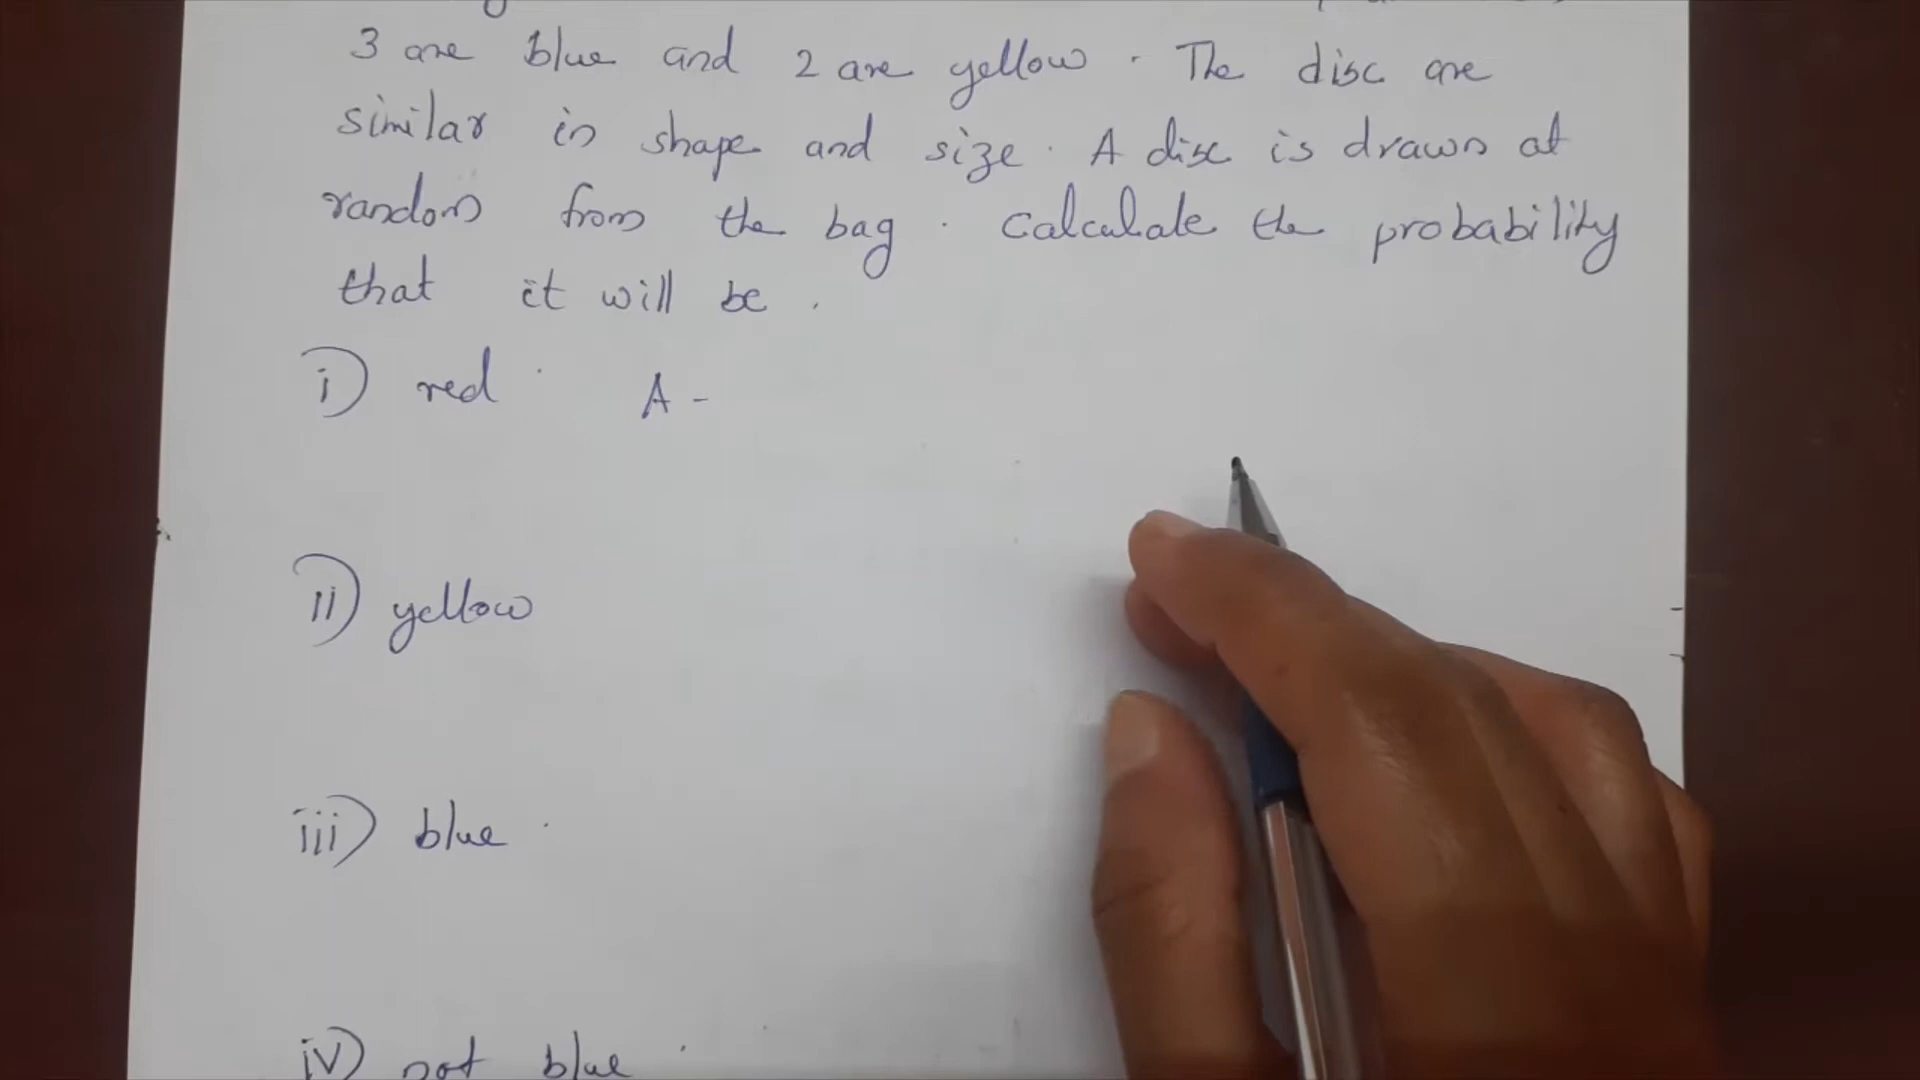 3 are blue and 2 are yellow. The disc are
similar in shape and size. A disc is drawn at
random from the bag. Calculate the probability
that it will be.
i) red. A -
ii) yellow
iii) blue.
iv) not blue.